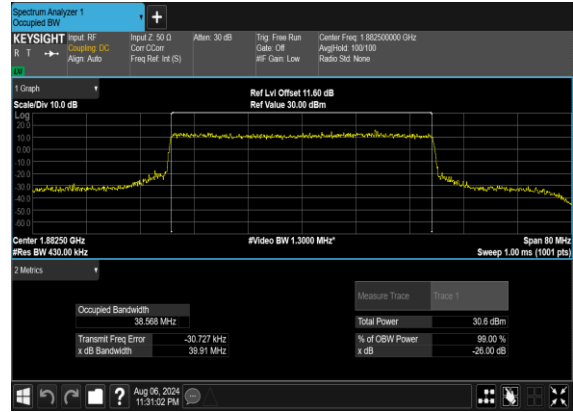 Spectrum Analyzer 1
Occupied BW
+
KEYSIGHT Input: RF Input Z: 50 Ω Atten: 30 dB Trig: Free Run Center Freq: 1.882500000 GHz
R T Coupling: DC Corr CCorr Gate: Off Avg|Hold: 100/100
Align: Auto Freq Ref: Int (S) #IF Gain: Low Radio Std: None
LXI
1 Graph
Ref Lvl Offset 11.60 dB
Scale/Div 10.0 dB Ref Value 30.00 dBm
Log
20.0
10.0
0.00
-10.0
-20.0
-30.0
-40.0
-50.0
-60.0
Center 1.88250 GHz #Video BW 1.3000 MHz* Span 80 MHz
#Res BW 430.00 kHz Sweep 1.00 ms (1001 pts)
2 Metrics
Measure Trace Trace 1
Occupied Bandwidth
38.568 MHz Total Power 30.6 dBm
Transmit Freq Error -30.727 kHz % of OBW Power 99.00 %
x dB Bandwidth 39.91 MHz x dB -26.00 dB
? Aug 06, 2024
11:31:02 PM